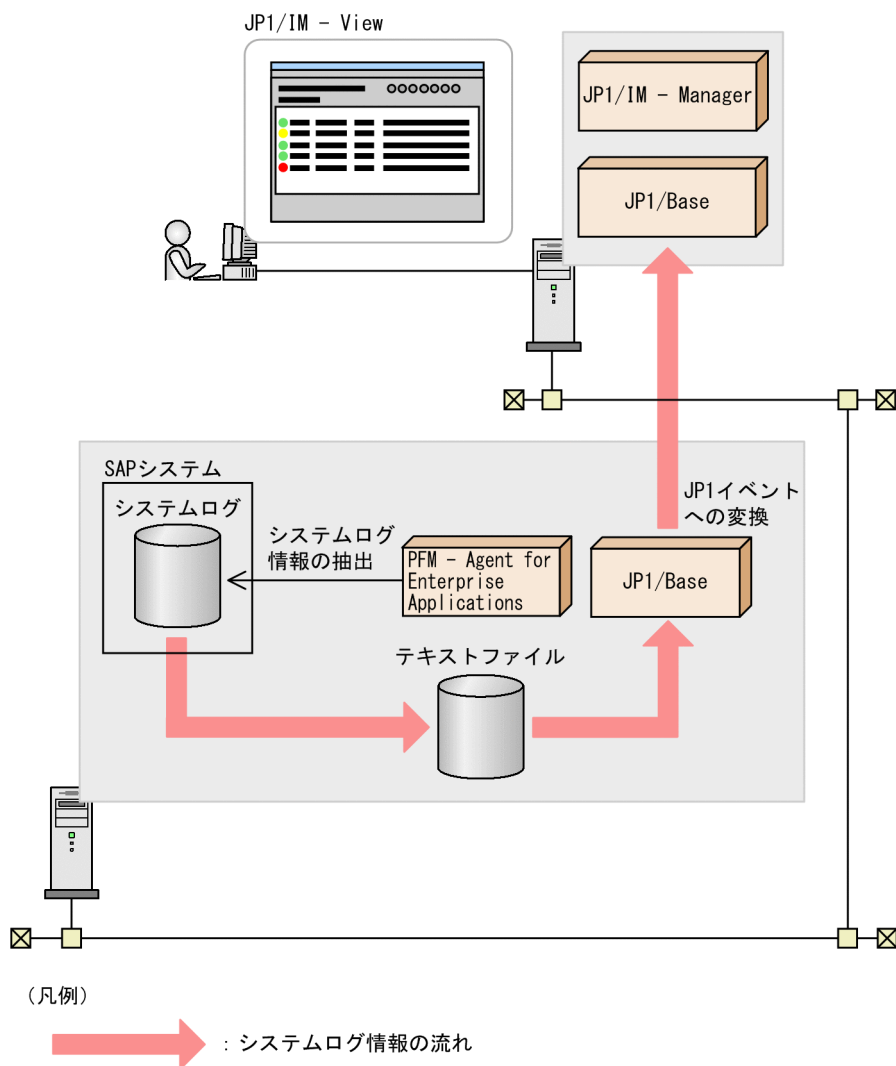 JP1/IM - View
JP1/IM - Manager
JP1/Base
SAPシステム
システムログ
システムログ
情報の抽出
PFM - Agent for
Enterprise
Applications
JP1イベント
への変換
JP1/Base
テキストファイル
(凡例)
：システムログ情報の流れ